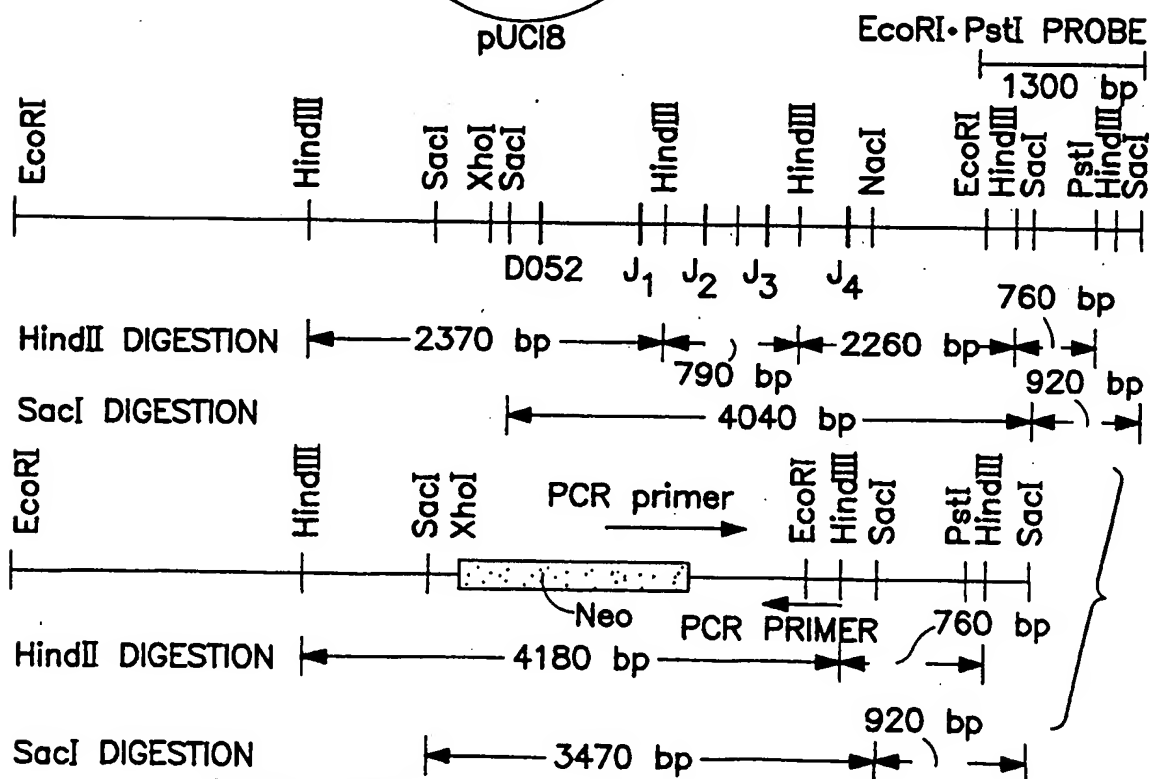 pUC18
EcoRI•PstI PROBE
1300 bp
EcoRI
HindIII
SacI
XhoI
SacI
HindIII
HindIII
NacI
EcoRI
HindIII
SacI
PstI
HindIII
SacI
D052
J1
J2
J3
J4
760 bp
HindII DIGESTION
2370 bp
790 bp
2260 bp
920 bp
SacI DIGESTION
4040 bp
EcoRI
HindIII
SacI
XhoI
PCR primer
EcoRI
HindIII
SacI
PstI
HindIII
SacI
Neo
PCR PRIMER
760 bp
HindII DIGESTION
4180 bp
920 bp
SacI DIGESTION
3470 bp